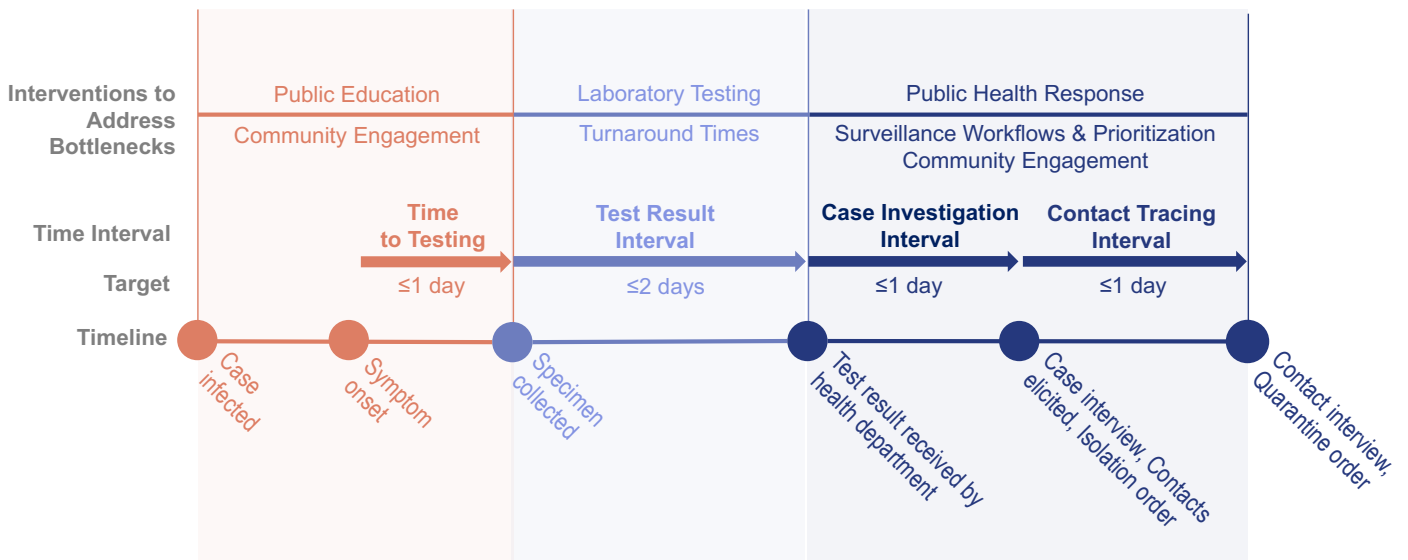 Interventions to
Address
Bottlenecks
Public Education
Community Engagement
Laboratory Testing
Turnaround Times
Public Health Response
Surveillance Workflows & Prioritization
Community Engagement
Time Interval
Time
to Testing
Test Result
Interval
Case Investigation
Interval
Contact Tracing
Interval
Target
≤1 day
≤2 days
≤1 day
≤1 day
Timeline
Case
infected
Symptom
onset
Specimen
collected
Test result received by
health department
Case interview, Contacts
elicited, Isolation order
Contact interview,
Quarantine order